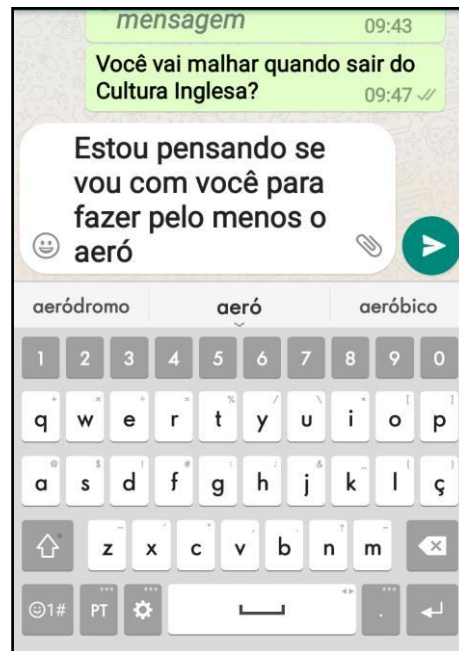 mensagem
09:43
Você vai malhar quando sair do
Cultura Inglesa?
09:47
Estou pensando se
vou com você para
fazer pelo menos o
aeró
aeródromo aeró aeróbico
1 2 3 4 5 6 7 8 9 0
q w e r t y u i o p
a s d f g h j k l ç
z x c v b n m
1# PT .